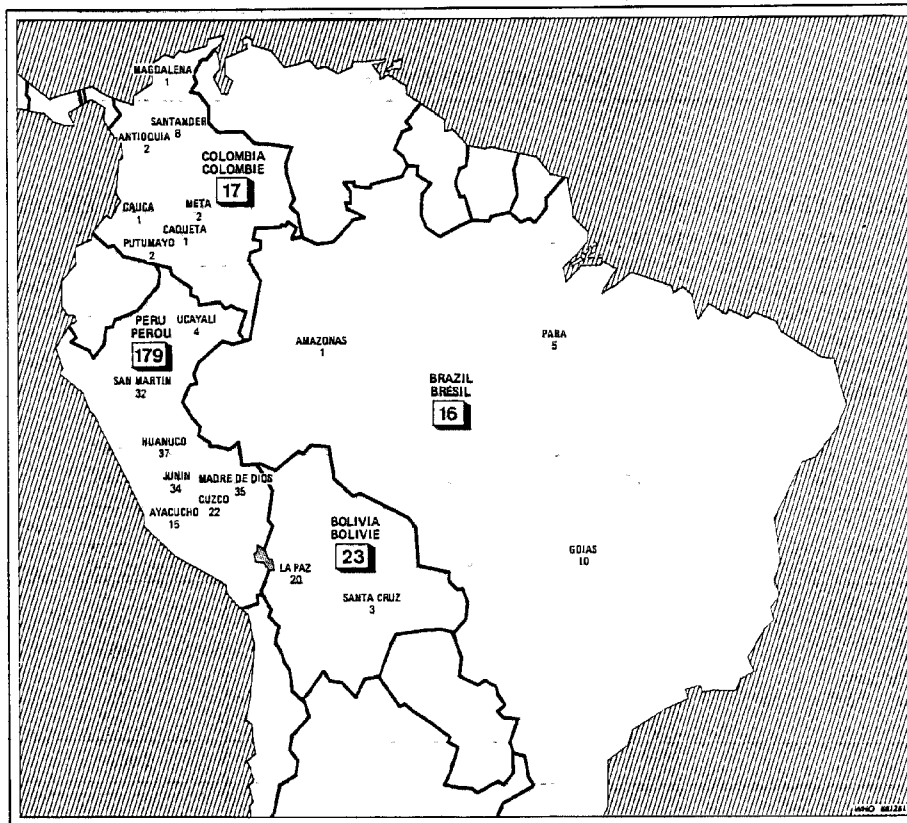 MAGDALENA
1
SANTANDER
8
ANTIOQUIA
2
COLOMBIA
COLOMBIE
17
CAUCA
1
META
2
CAQUETA
1
PUTUMAYO
2
PERU
PEROU
179
UCAYALI
4
SAN MARTIN
32
HUANUCO
37
JUNIN
34
MADRE DE DIOS
35
CUZCO
22
AYACUCHO
15
AMAZONAS
1
PARA
5
BRAZIL
BRÉSIL
16
GOIAS
10
BOLIVIA
BOLIVIE
23
LA PAZ
20
SANTA CRUZ
3
WHO